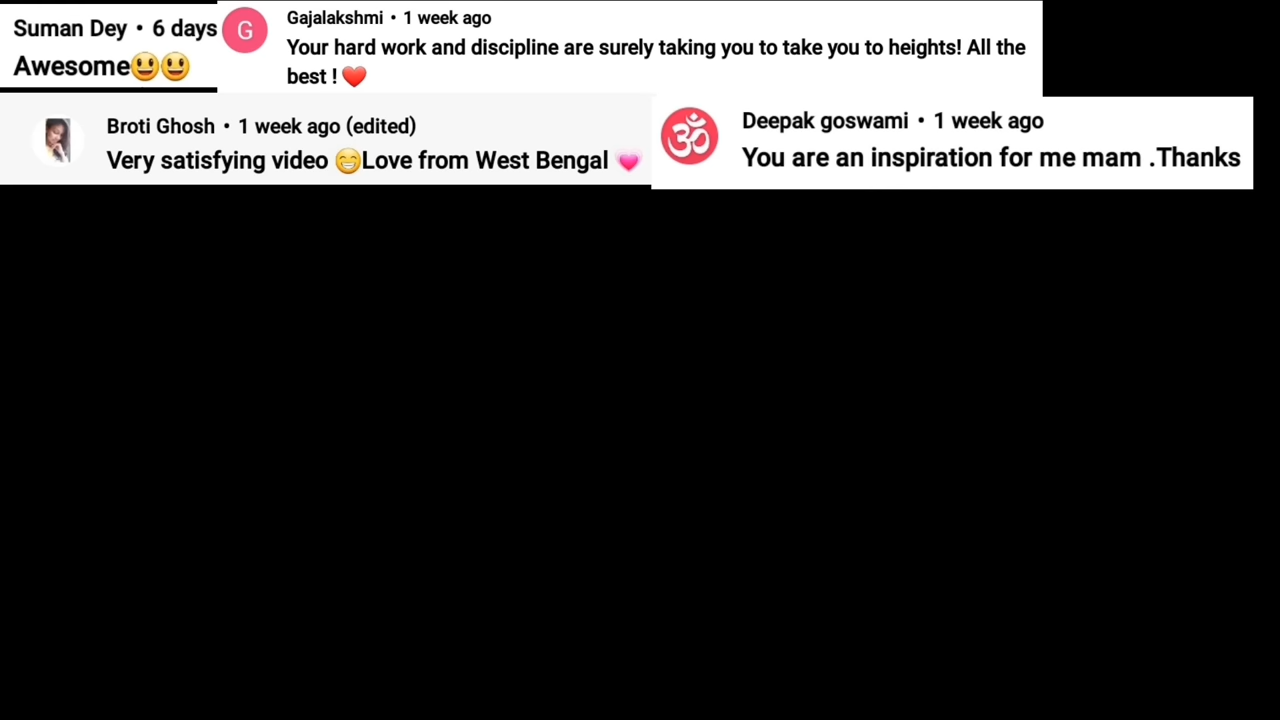 Suman Dey • 6 days
Awesome😃😃
G
Gajalakshmi • 1 week ago
Your hard work and discipline are surely taking you to take you to heights! All the
best ! ❤️
Broti Ghosh • 1 week ago (edited)
Very satisfying video 😁Love from West Bengal 💗
ॐ
Deepak goswami • 1 week ago
You are an inspiration for me mam .Thanks